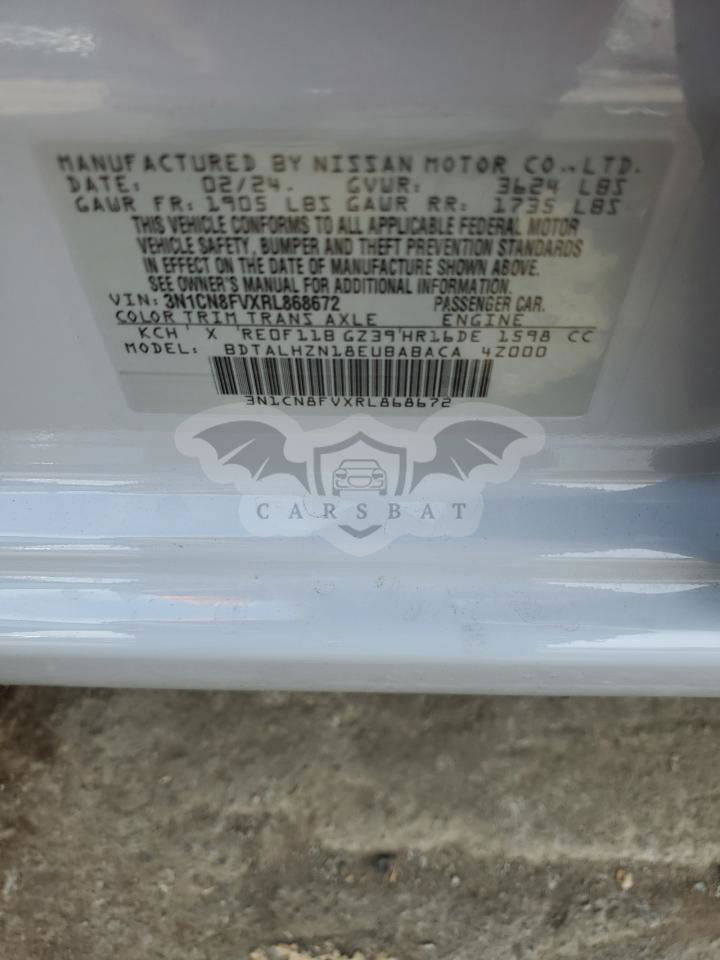 MANUFACTURED BY NISSAN MOTOR CO., LTD.
DATE: 02/24. GVWR: 3624 LBS
GAWR FR: 1905 LBS GAWR RR: 1735 LBS
THIS VEHICLE CONFORMS TO ALL APPLICABLE FEDERAL MOTOR
VEHICLE SAFETY, BUMPER AND THEFT PREVENTION STANDARDS
IN EFFECT ON THE DATE OF MANUFACTURE SHOWN ABOVE.
SEE OWNER'S MANUAL FOR ADDITIONAL INFORMATION.
VIN: 3N1CN8FVXRL868672 PASSENGER CAR.
COLOR TRIM TRANS AXLE ENGINE
KCH' X 'RE0F11B GZ39'HR16DE 1598 CC
MODEL: BDTALHZN18EU8ABACA 4Z000
3N1CN8FVXRL868672
CARSBAT